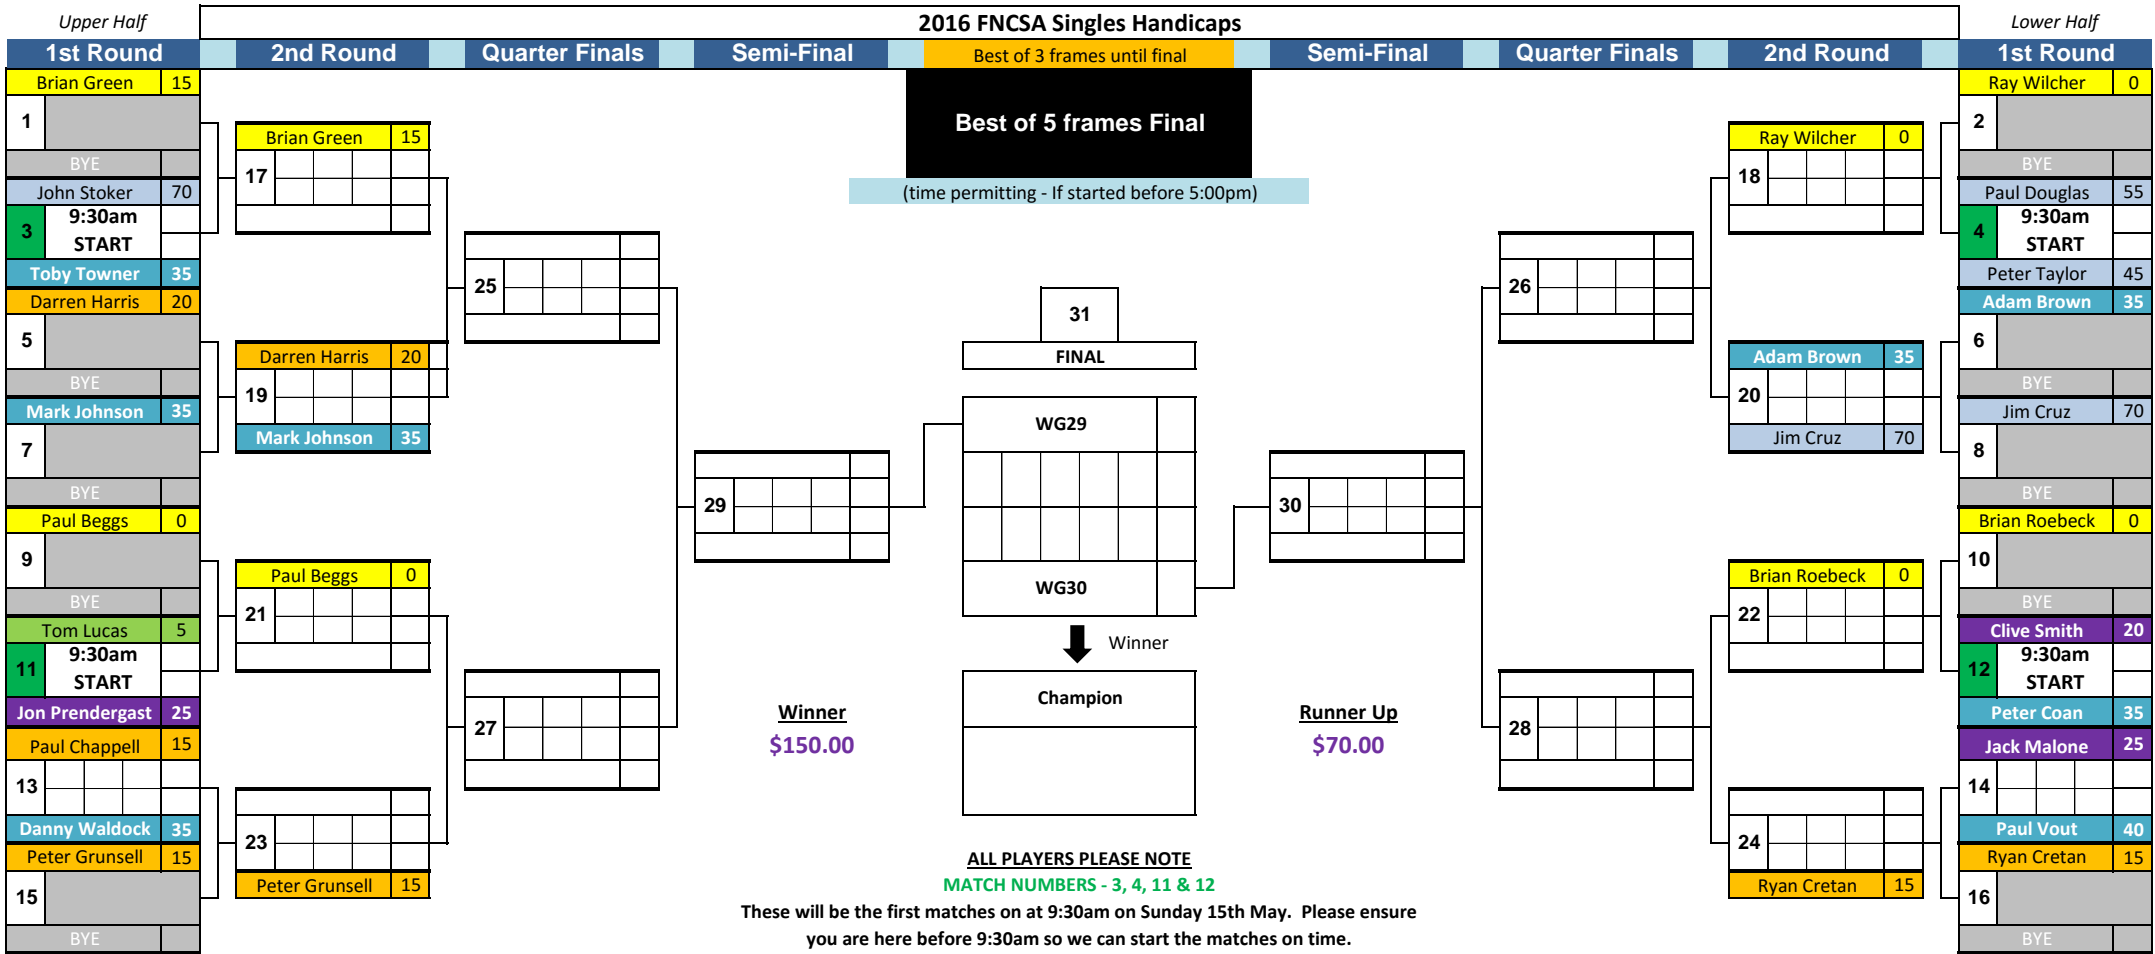 Upper Half
2016 FNCSA Singles Handicaps
Lower Half
1st Round 2nd Round Quarter Finals Semi-Final Best of 3 frames until final Semi-Final Quarter Finals 2nd Round 1st Round
Brian Green 15
1
BYE
John Stoker 70
3 9:30am
START
Toby Towner 35
Darren Harris 20
5
BYE
Mark Johnson 35
7
BYE
Paul Beggs 0
9
BYE
Tom Lucas 5
11 9:30am
START
Jon Prendergast 25
Paul Chappell 15
13
Danny Waldock 35
Peter Grunsell 15
15
BYE
Brian Green 15
17
Darren Harris 20
19
Mark Johnson 35
Paul Beggs 0
21
23
Peter Grunsell 15
25
27
29
Winner
$150.00
Best of 5 frames Final
(time permitting - If started before 5:00pm)
31
FINAL
WG29
WG30
Winner
Champion
ALL PLAYERS PLEASE NOTE
MATCH NUMBERS - 3, 4, 11 & 12
These will be the first matches on at 9:30am on Sunday 15th May. Please ensure
you are here before 9:30am so we can start the matches on time.
30
Runner Up
$70.00
26
28
Ray Wilcher 0
18
Adam Brown 35
20
Jim Cruz 70
Brian Roebeck 0
22
24
Ryan Cretan 15
Ray Wilcher 0
2
BYE
Paul Douglas 55
4 9:30am
START
Peter Taylor 45
Adam Brown 35
6
BYE
Jim Cruz 70
8
BYE
Brian Roebeck 0
10
BYE
Clive Smith 20
12 9:30am
START
Peter Coan 35
Jack Malone 25
14
Paul Vout 40
Ryan Cretan 15
16
BYE